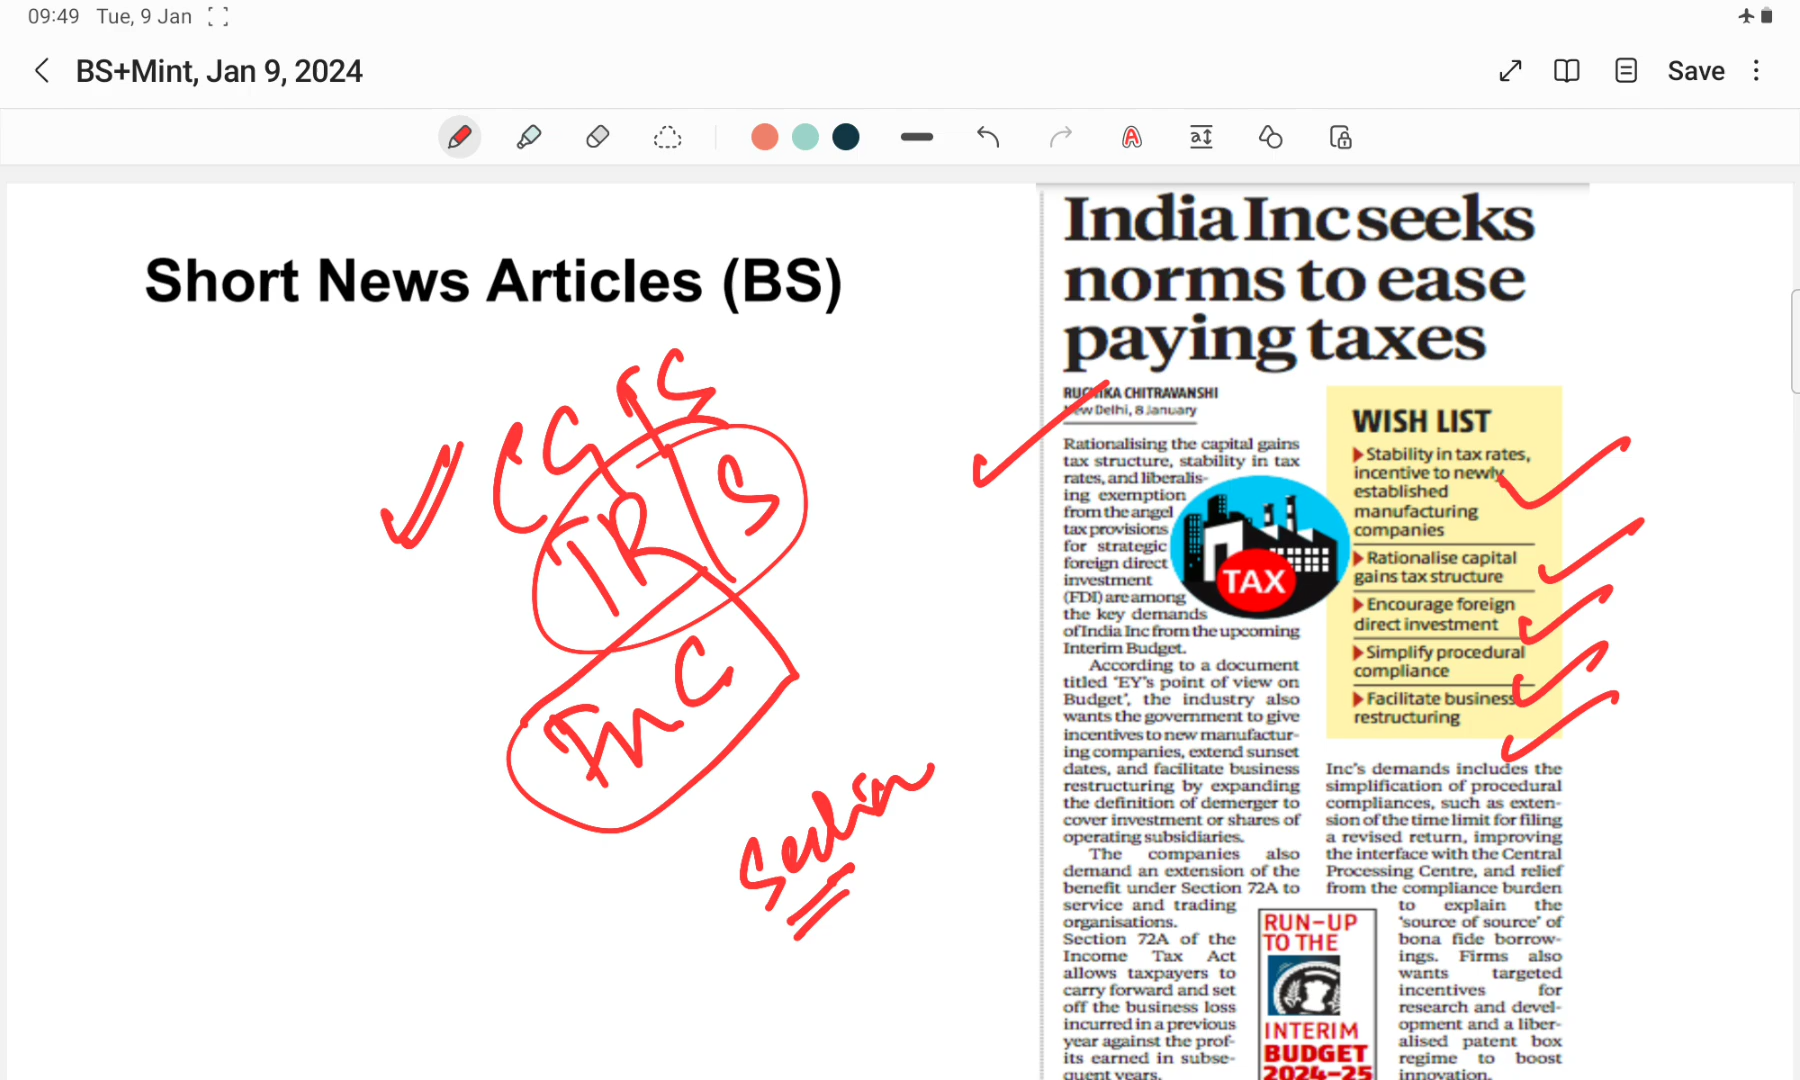 09:49 Tue, 9 Jan
BS+Mint, Jan 9, 2024
Save
Short News Articles (BS)
India Inc seeks
norms to ease
paying taxes
CHITRAVANSHI
New Delhi, 8 January
Rationalising the capital gains
tax structure, stability in tax
rates, and liberalis-
ing exemption
from the angel
tax provisions
for strategic
foreign direct
investment
(FDI) are among
the key demands
of India Inc from the upcoming
Interim Budget.
According to a document
titled 'EY's point of view on
Budget', the industry also
wants the government to give
incentives to new manufactur-
ing companies, extend sunset
dates, and facilitate business
restructuring by expanding
the definition of demerger to
cover investment or shares of
operating subsidiaries.
The companies also
demand an extension of the
benefit under Section 72A to
service and trading
organisations.
Section 72A of the
Income Tax Act
allows taxpayers to
carry forward and set
off the business loss
incurred in a previous
year against the prof-
its earned in subse-
quent years.
TAX
WISH LIST
Stability in tax rates,
incentive to newly
established
manufacturing
companies
Rationalise capital
gains tax structure
Encourage foreign
direct investment
Simplify procedural
compliance
Facilitate business
restructuring
Inc's demands includes the
simplification of procedural
compliances, such as exten-
sion of the time limit for filing
a revised return, improving
the interface with the Central
Processing Centre, and relief
from the compliance burden
to explain the
'source of source' of
bona fide borrow-
ings. Firms also
wants targeted
incentives for
research and devel-
opment and a liber-
alised patent box
regime to boost
innovation.
RUN-UP
TO THE
INTERIM
BUDGET
2024-25
TR S
Inc